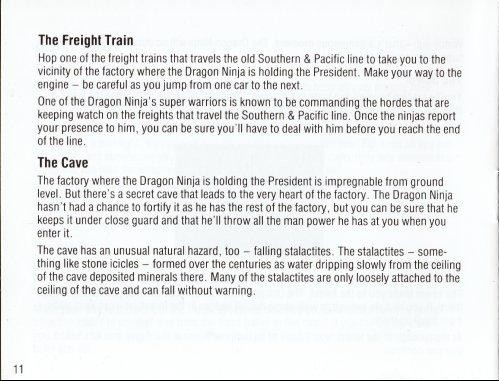 The Freight Train
Hop one of the freight trains that travels the old Southern & Pacific line to take you to the
vicinity of the factory where the Dragon Ninja is holding the President. Make your way to the
engine – be careful as you jump from one car to the next.
One of the Dragon Ninja's super warriors is known to be commanding the hordes that are
keeping watch on the freights that travel the Southern & Pacific line. Once the ninjas report
your presence to him, you can be sure you'll have to deal with him before you reach the end
of the line.
The Cave
The factory where the Dragon Ninja is holding the President is impregnable from ground
level. But there's a secret cave that leads to the very heart of the factory. The Dragon Ninja
hasn't had a chance to fortify it as he has the rest of the factory, but you can be sure that he
keeps it under close guard and that he'll throw all the man power he has at you when you
enter it.
The cave has an unusual natural hazard, too – falling stalactites. The stalactites – some-
thing like stone icicles – formed over the centuries as water dripping slowly from the ceiling
of the cave deposited minerals there. Many of the stalactites are only loosely attached to the
ceiling of the cave and can fall without warning.
11